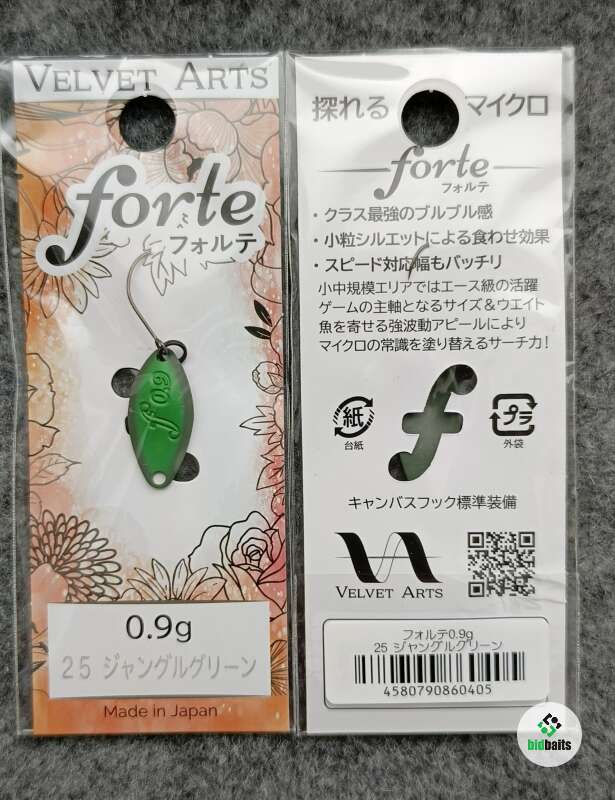 VELVET ARTS
forte
フォルテ
f 0.9
0.9g
25 ジャングルグリーン
Made in Japan
探れる マイクロ
forte
フォルテ
・クラス最強のブルブル感
・小粒シルエットによる食わせ効果
・スピード対応幅もバッチリ
小中規模エリアではエース級の活躍
ゲームの主軸となるサイズ＆ウエイト
魚を寄せる強波動アピールにより
マイクロの常識を塗り替えるサーチ力!
紙
台紙
f
プラ
外袋
キャンバスフック標準装備
VELVET ARTS
フォルテ0.9g
25 ジャングルグリーン
4580790860405
bidbaits